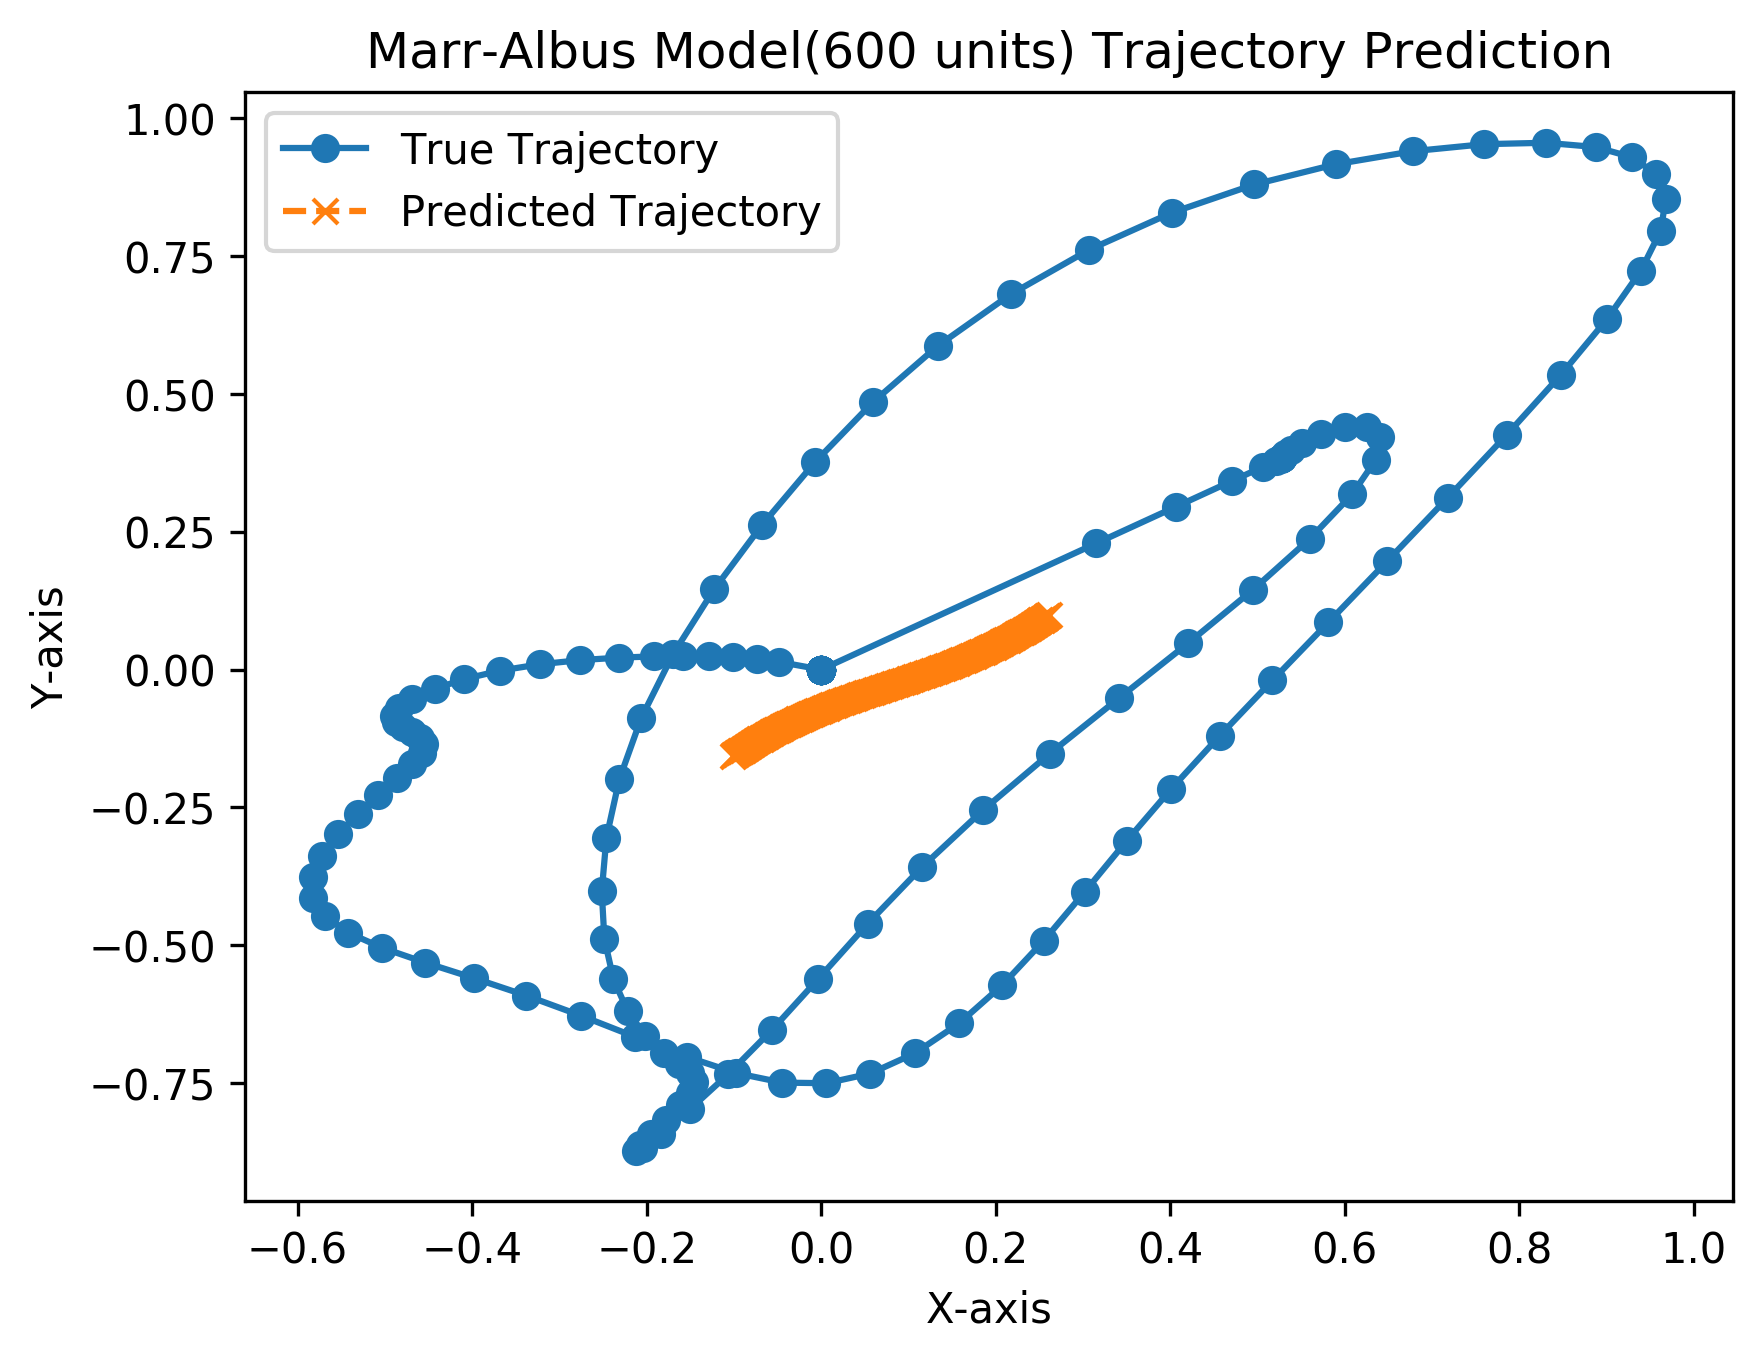 Marr-Albus Model(600 units) Trajectory Prediction
True Trajectory
Predicted Trajectory
1.00
0.75
0.50
0.25
0.00
−0.25
−0.50
−0.75
Y-axis
−0.6 −0.4 −0.2 0.0 0.2 0.4 0.6 0.8 1.0
X-axis